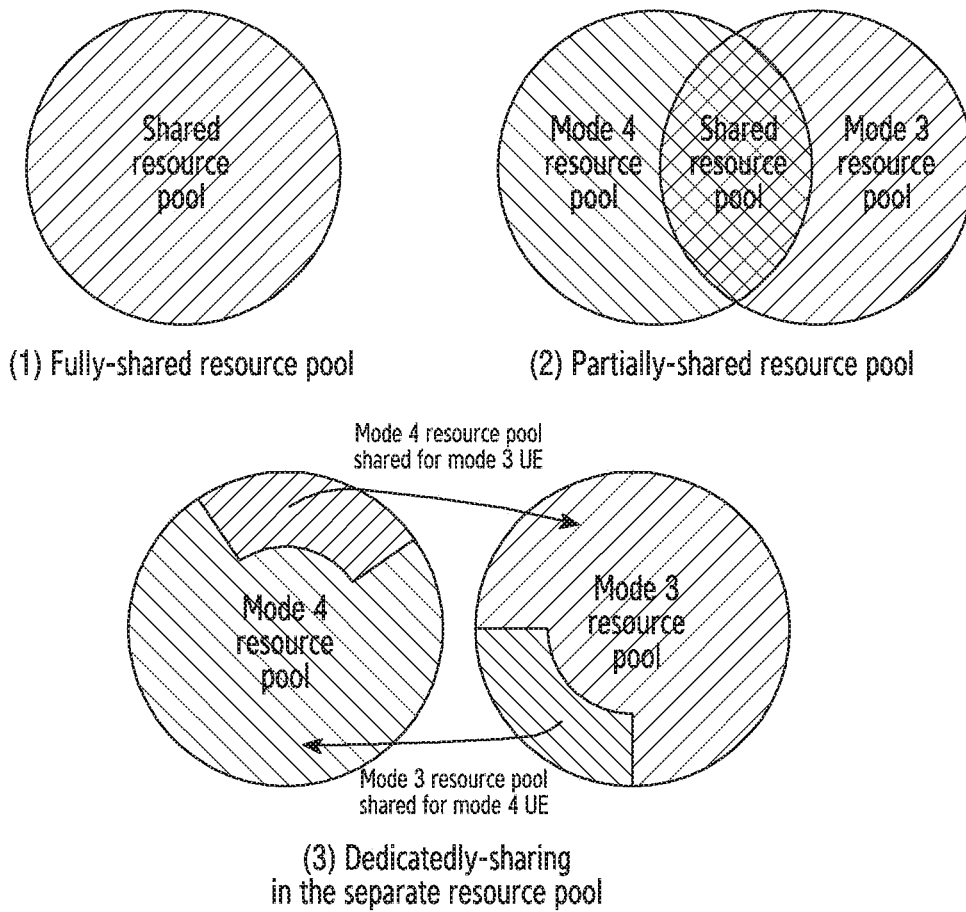 Shared
resource
pool
Mode 4
resource
pool
Shared
resource
pool
Mode 3
resource
pool
(1) Fully-shared resource pool
(2) Partially-shared resource pool
Mode 4 resource pool
shared for mode 3 UE
Mode 4
resource
pool
Mode 3
resource
pool
Mode 3 resource pool
shared for mode 4 UE
(3) Dedicatedly-sharing
in the separate resource pool